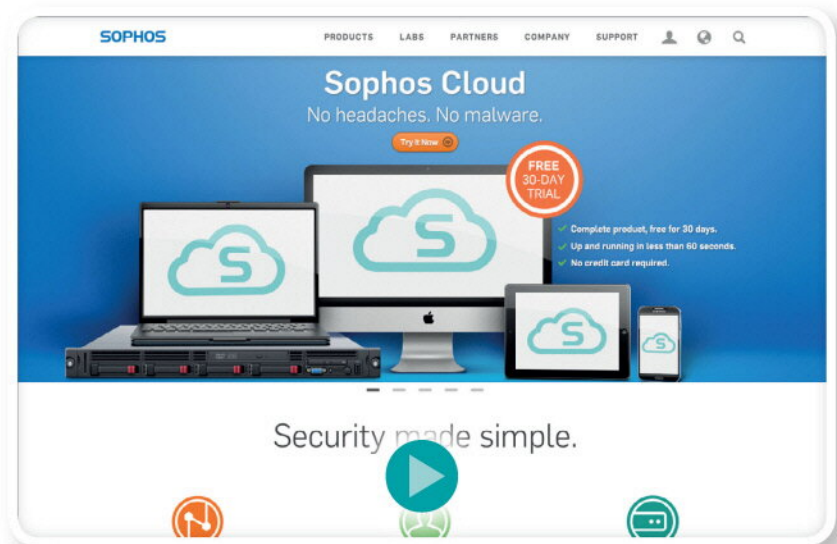 SOPHOS
PRODUCTS LABS PARTNERS COMPANY SUPPORT
Sophos Cloud
No headaches. No malware.
Try It Now
FREE
30-DAY
TRIAL
Complete product, free for 30 days.
Up and running in less than 60 seconds.
No credit card required.
S
S
S
S
Security made simple.